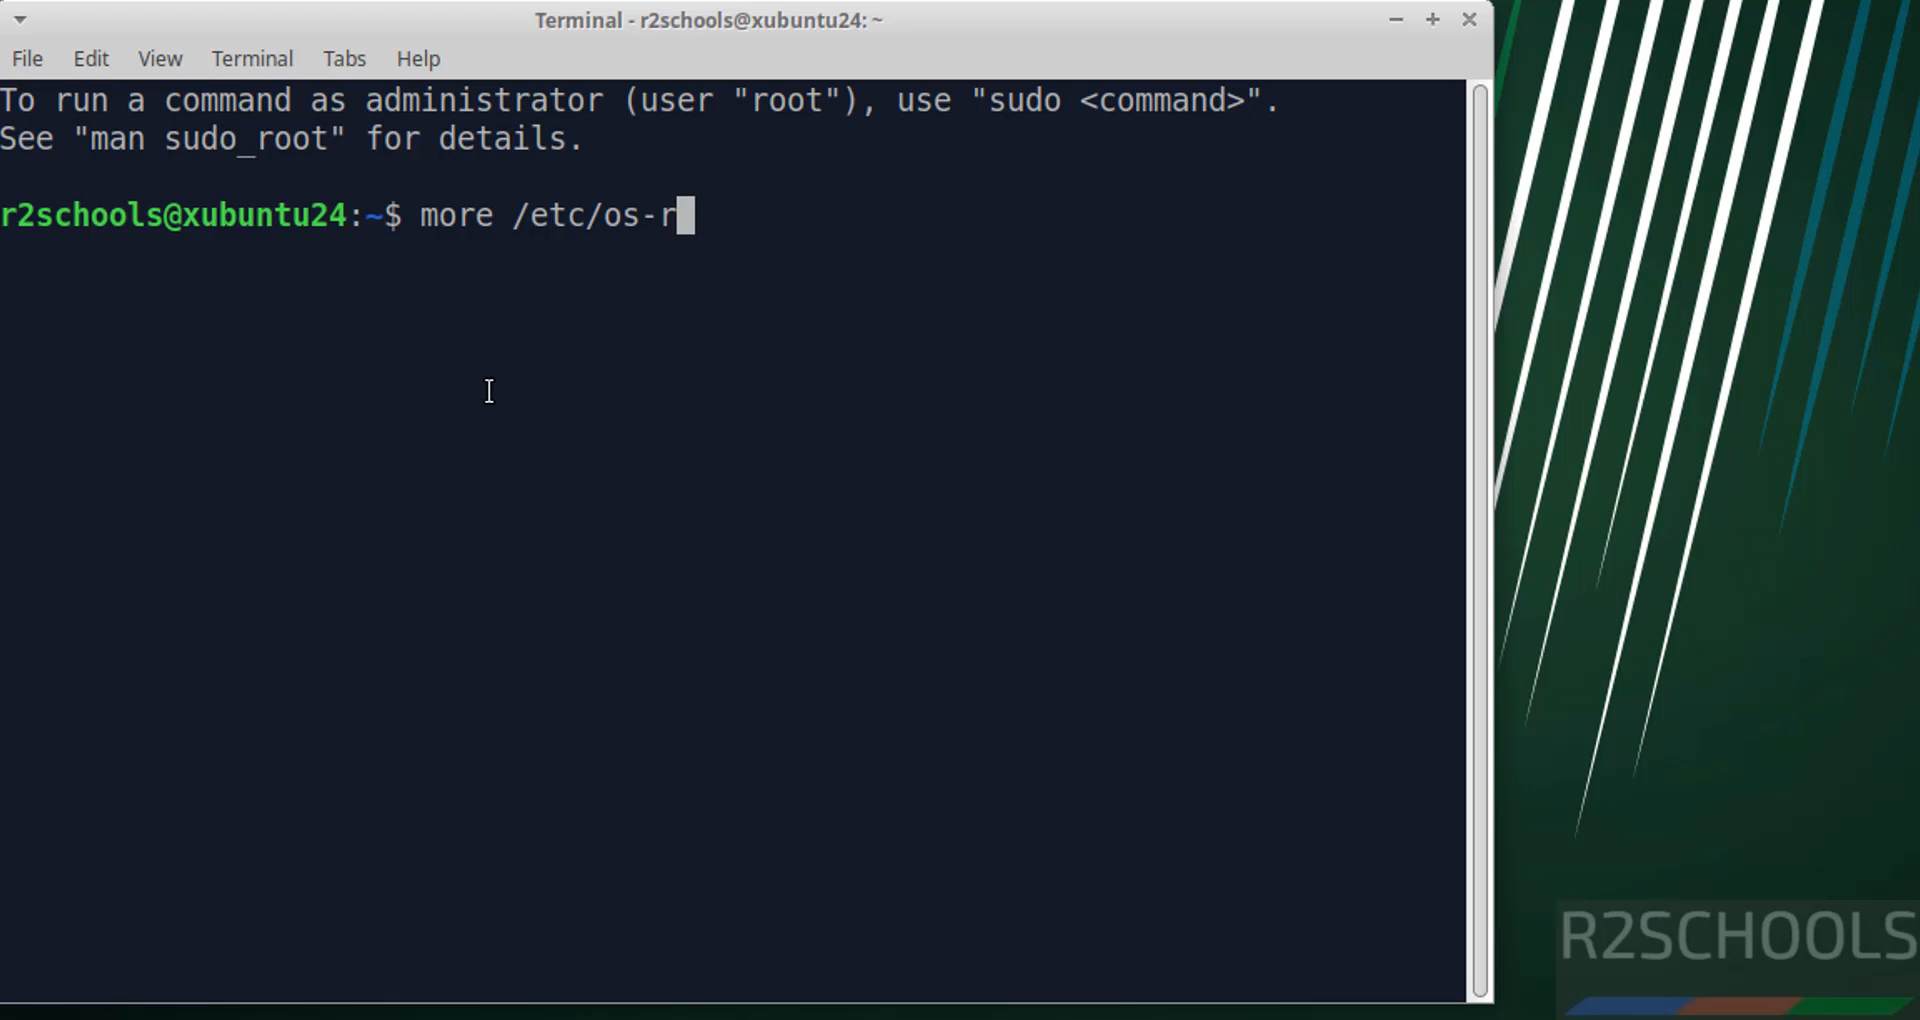 Terminal - r2schools@xubuntu24: ~
File Edit View Terminal Tabs Help
To run a command as administrator (user "root"), use "sudo <command>".
See "man sudo_root" for details.
r2schools@xubuntu24:~$ more /etc/os-r
R2SCHOOLS